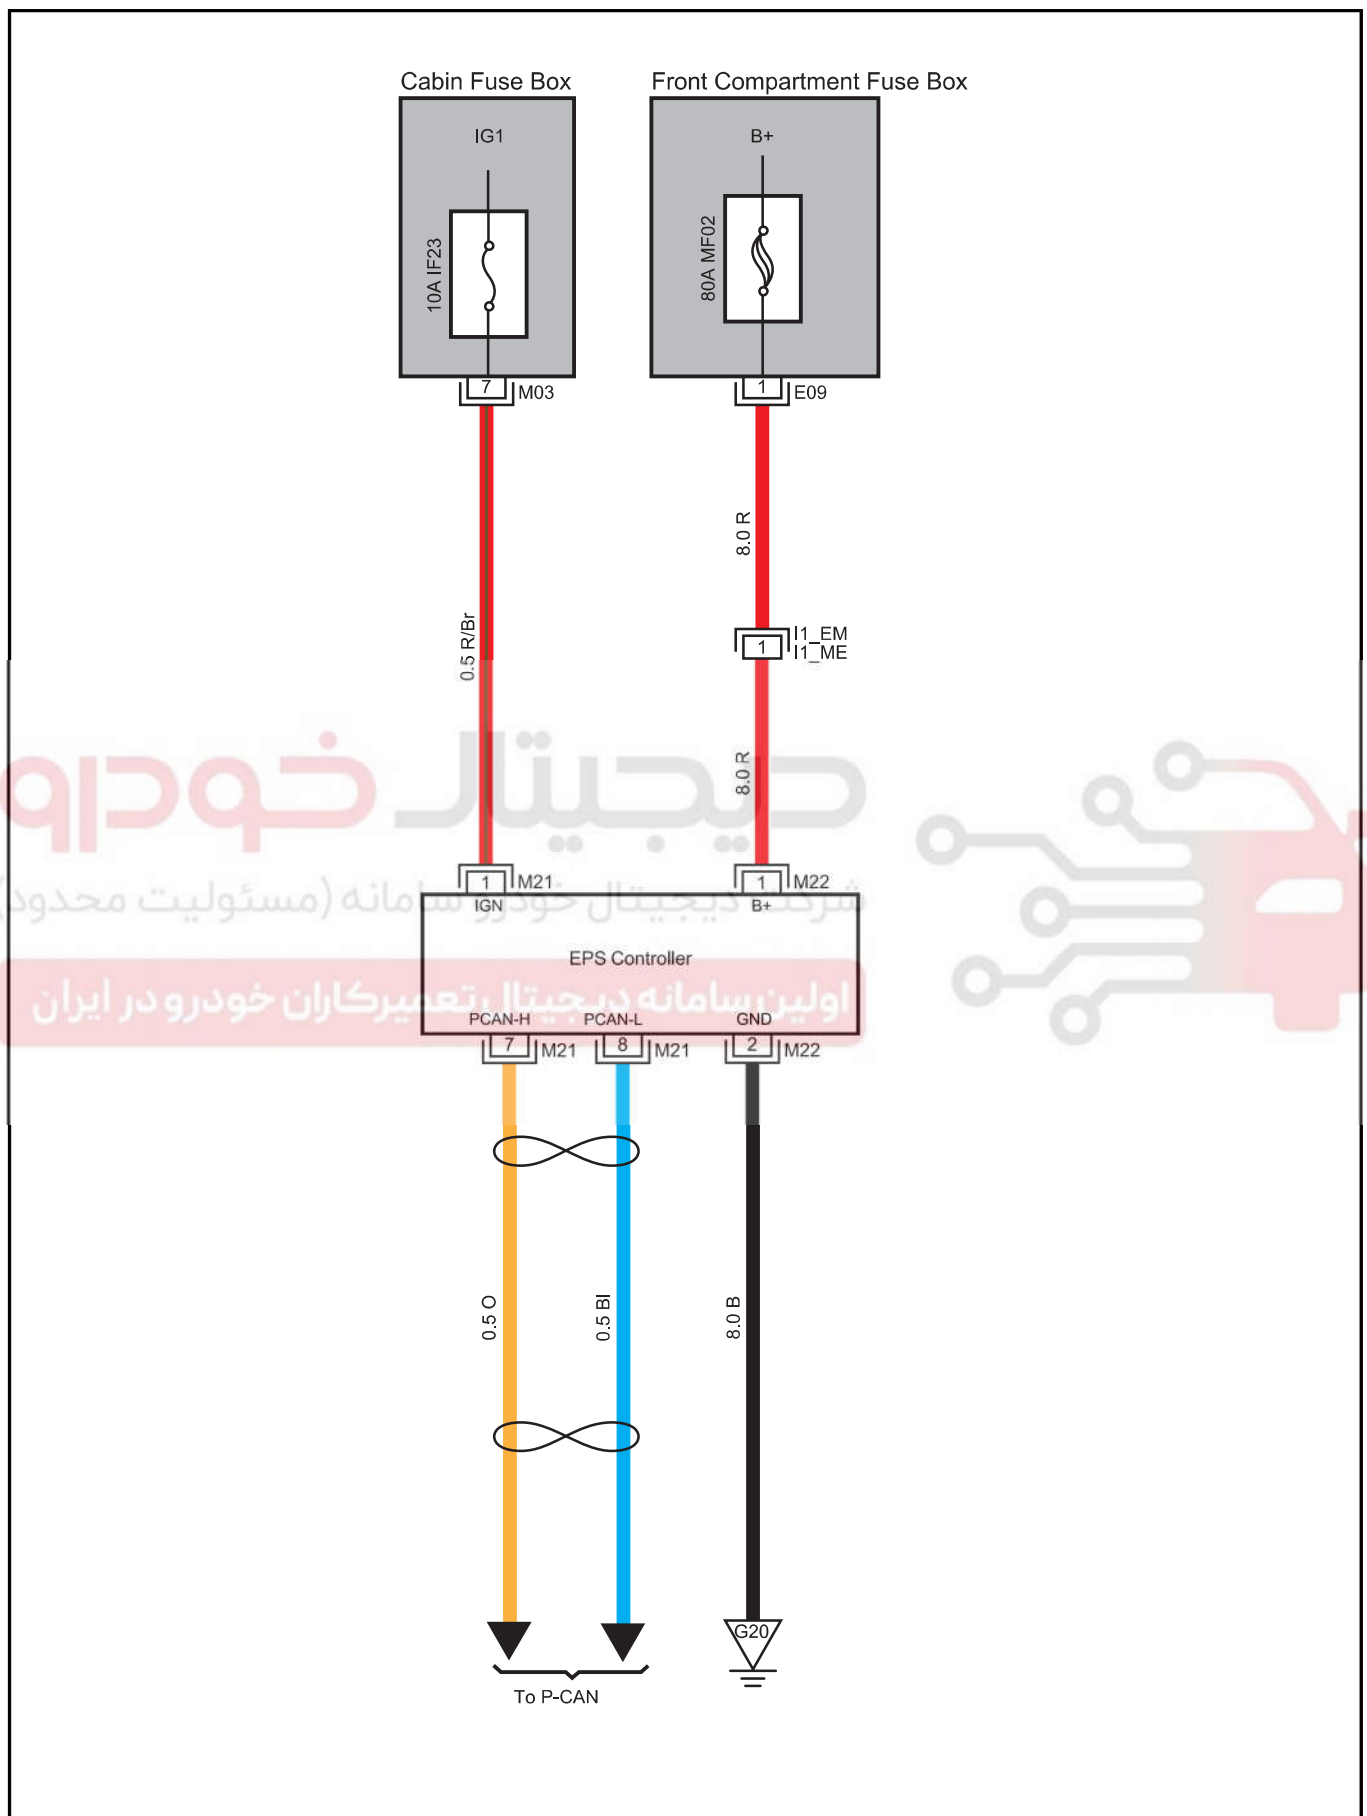 Cabin Fuse Box
Front Compartment Fuse Box
IG1
B+
10A IF23
80A MF02
7
M03
1
E09
8.0 R
0.5 R/Br
1
I1_EM
I1_ME
8.0 R
دیجیتال خودرو
شرکت دیجیتال خودرو سامانه (مسئولیت محدود)
اولین سامانه دیجیتال تعمیرکاران خودرو در ایران
1
M21
1
M22
IGN
B+
EPS Controller
PCAN-H
PCAN-L
GND
7
M21
8
M21
2
M22
0.5 O
0.5 Bl
8.0 B
G20
To P-CAN